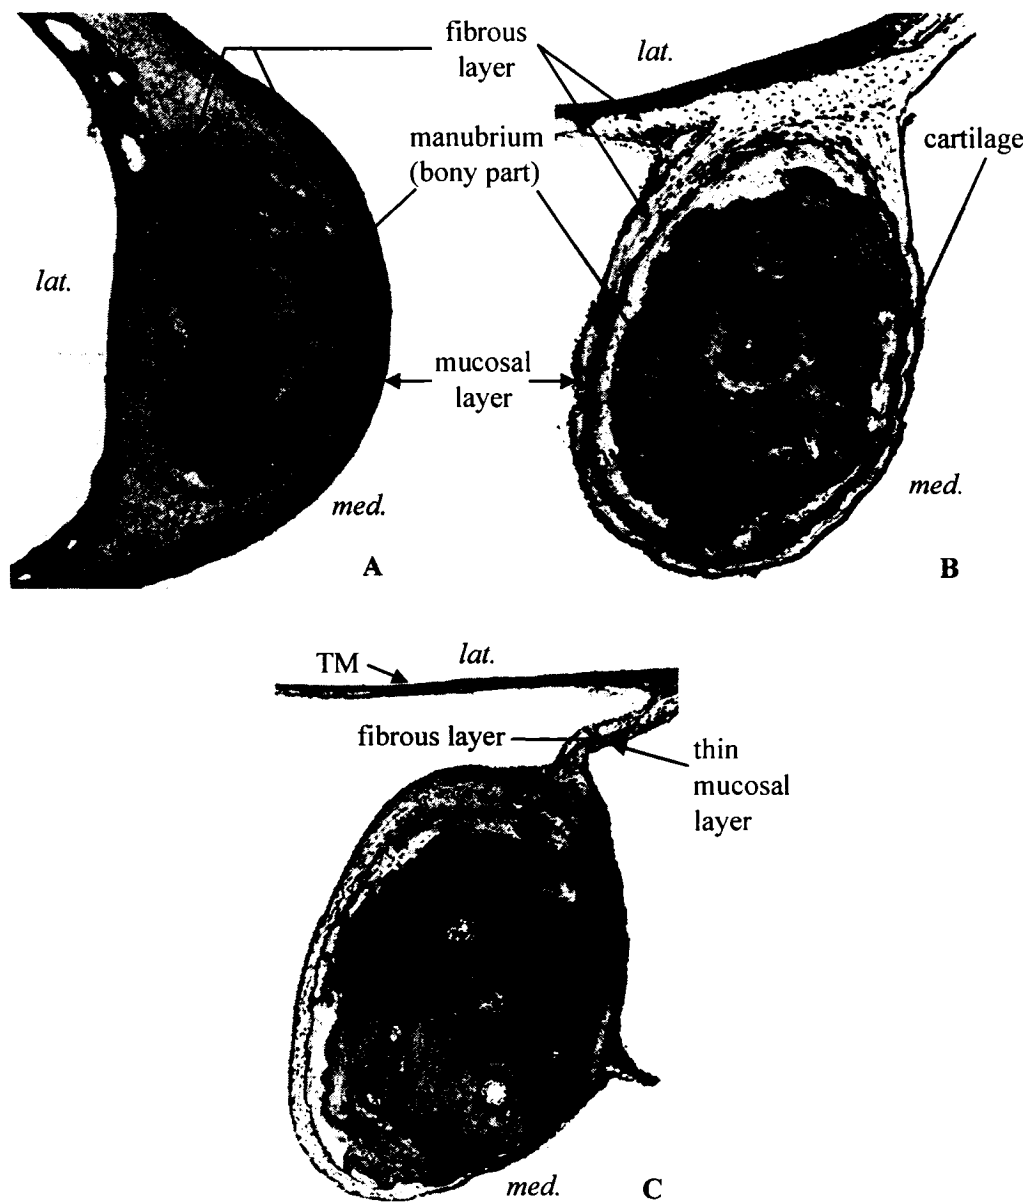 fibrous
layer
lat.
manubrium
(bony part)
cartilage
lat.
mucosal
layer
med.
med.
A
B
TM
lat.
fibrous layer
thin
mucosal
layer
med.
C